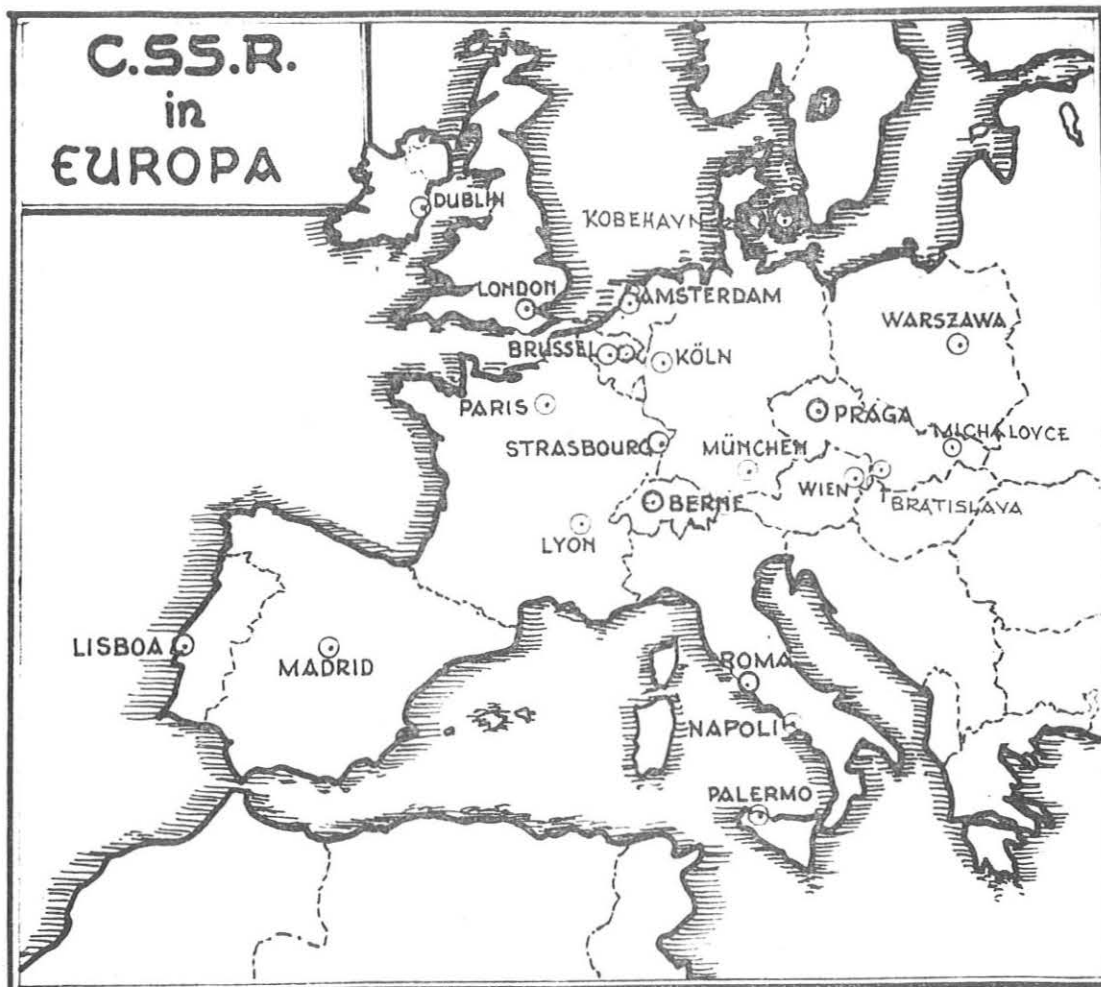 C.SS.R.
in
EUROPA
DUBLIN
KOBEHAVN
LONDON
AMSTERDAM
WARSZAWA
BRUSSEL
KÖLN
PARIS
PRAGA
MICHALOVCE
STRASBOURG
MÜNCHEN
WIEN
BERNE
BRATISLAVA
LYON
LISBOA
MADRID
ROMA
NAPOLI
PALERMO